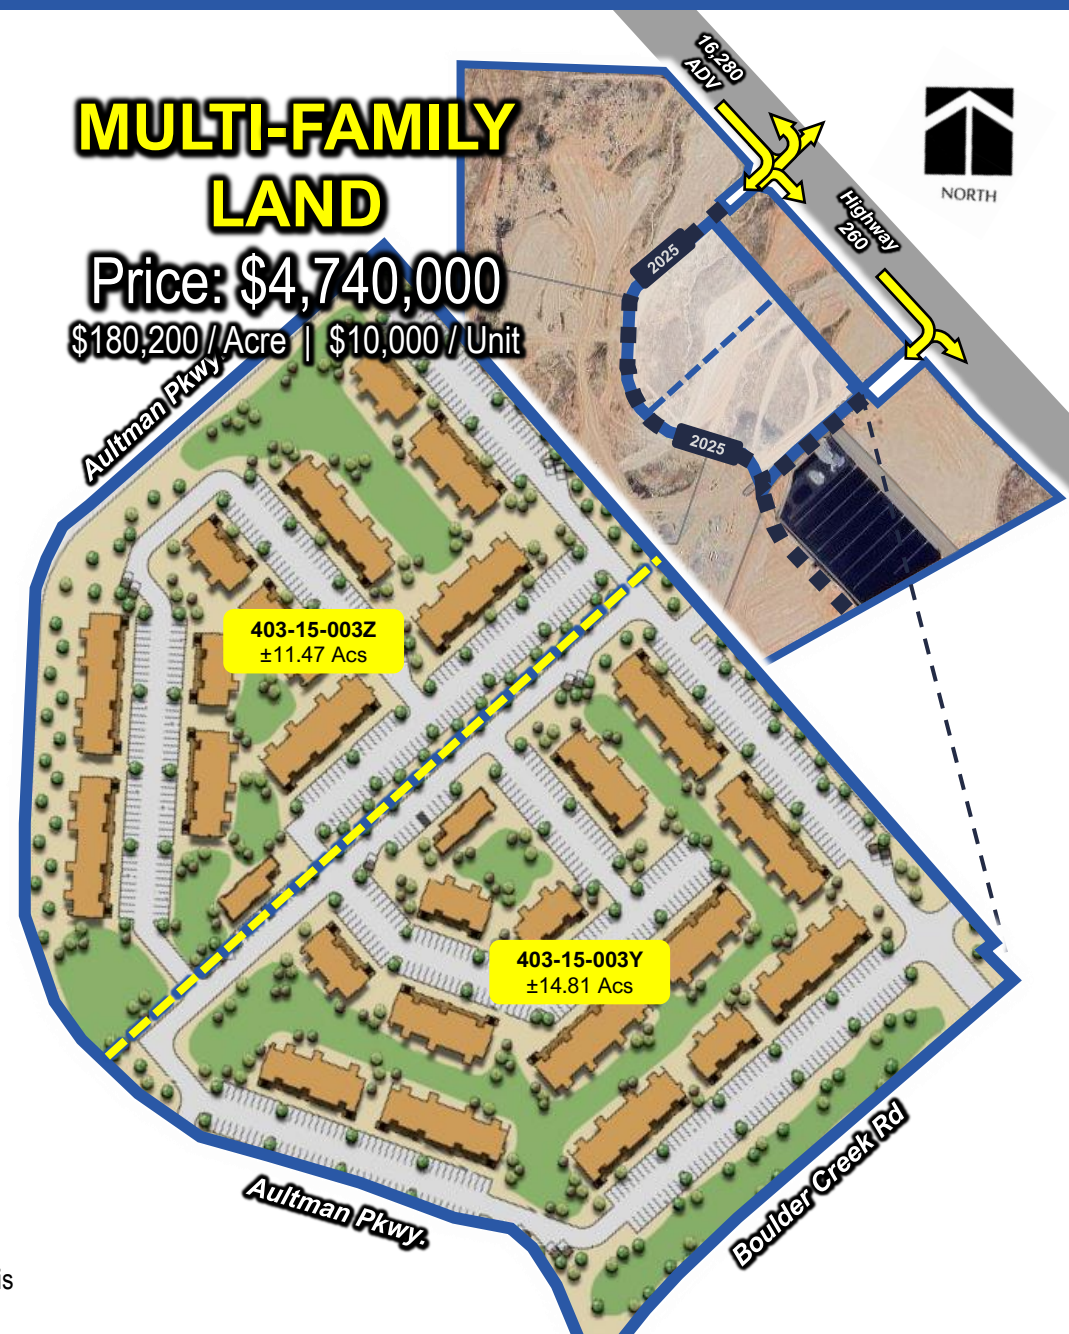 MULTI-FAMILY
LAND
Price: $4,740,000
$180,200 / Acre | $10,000 / Unit
16,280
ADV
NORTH
Highway
260
2025
2025
Aultman Pkwy.
403-15-003Z
±11.47 Acs
403-15-003Y
±14.81 Acs
Boulder Creek Rd
Aultman Pkwy.
is